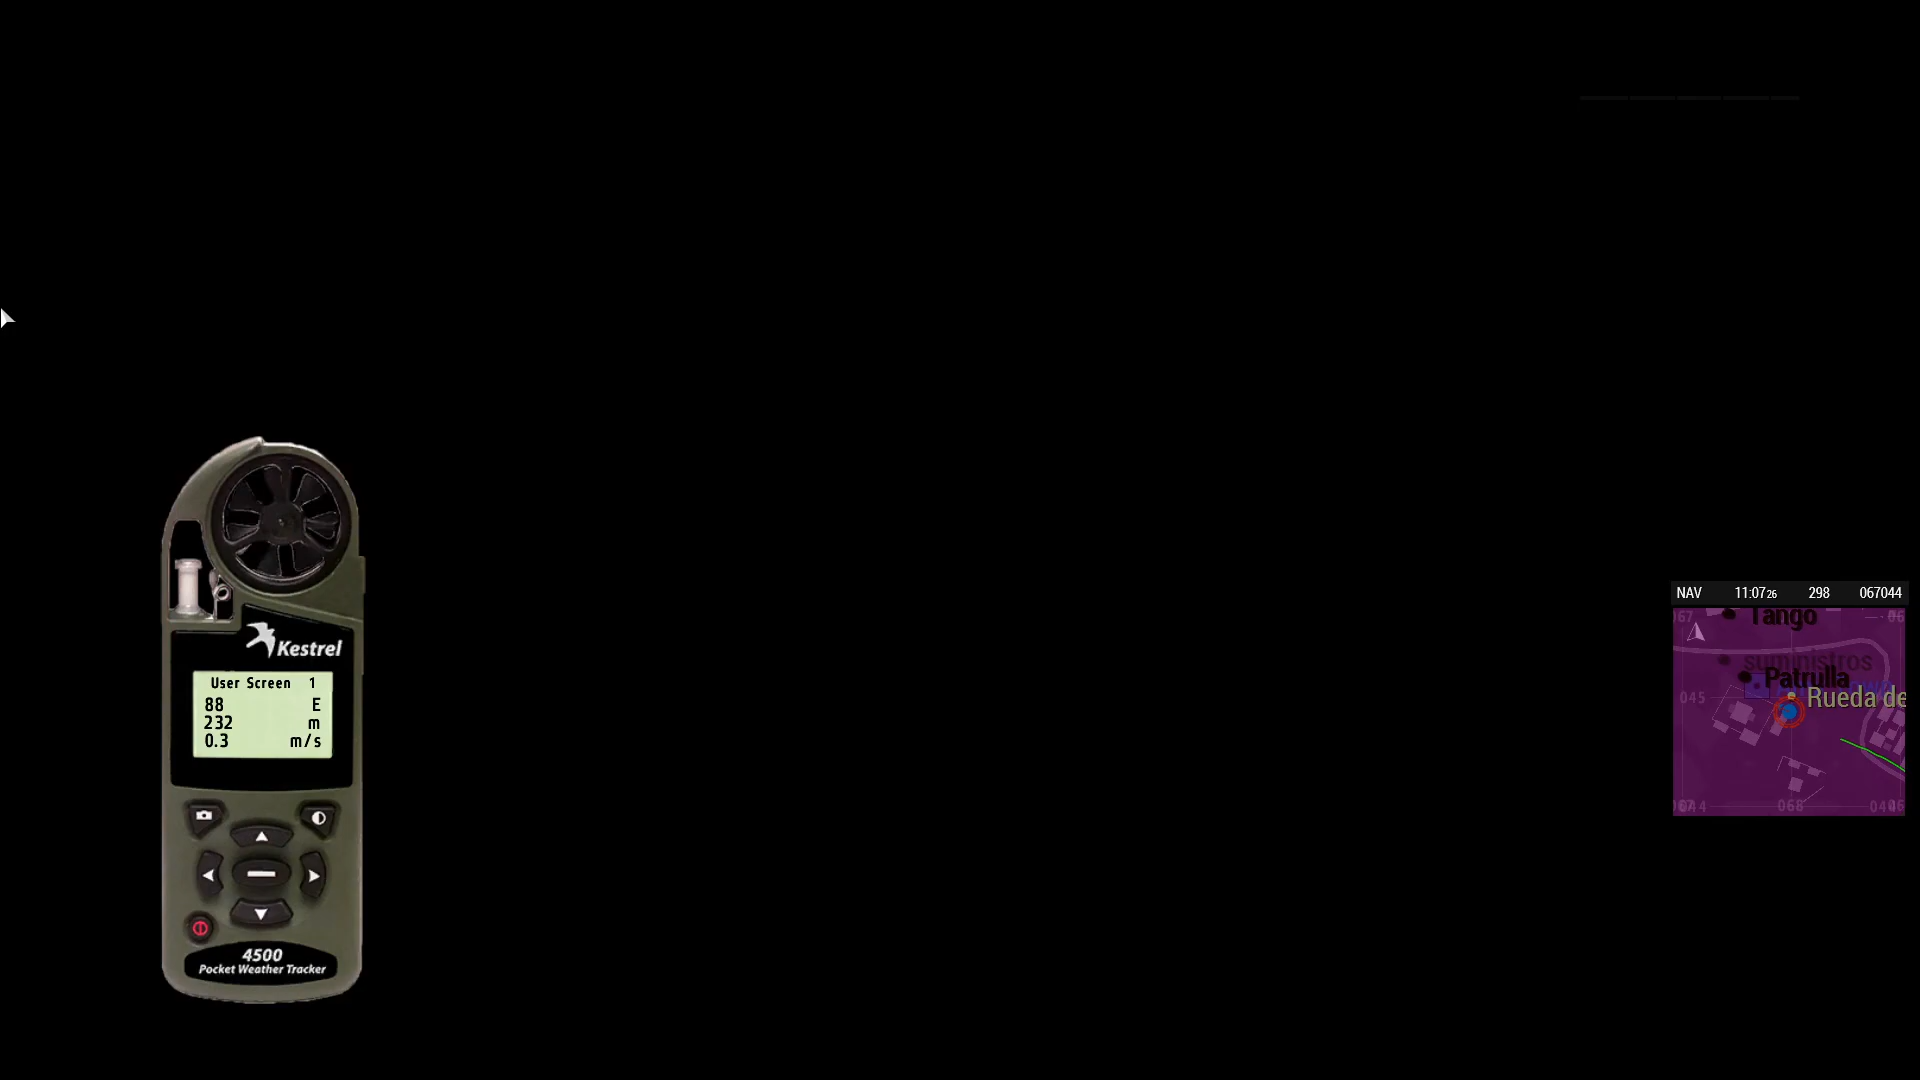 NAV 11:07 26 298 067044
Tango
suministros
Patrulla
Rueda de
045
068
Kestrel
User Screen 1
88 E
232 m
0.3 m/s
4500
Pocket Weather Tracker